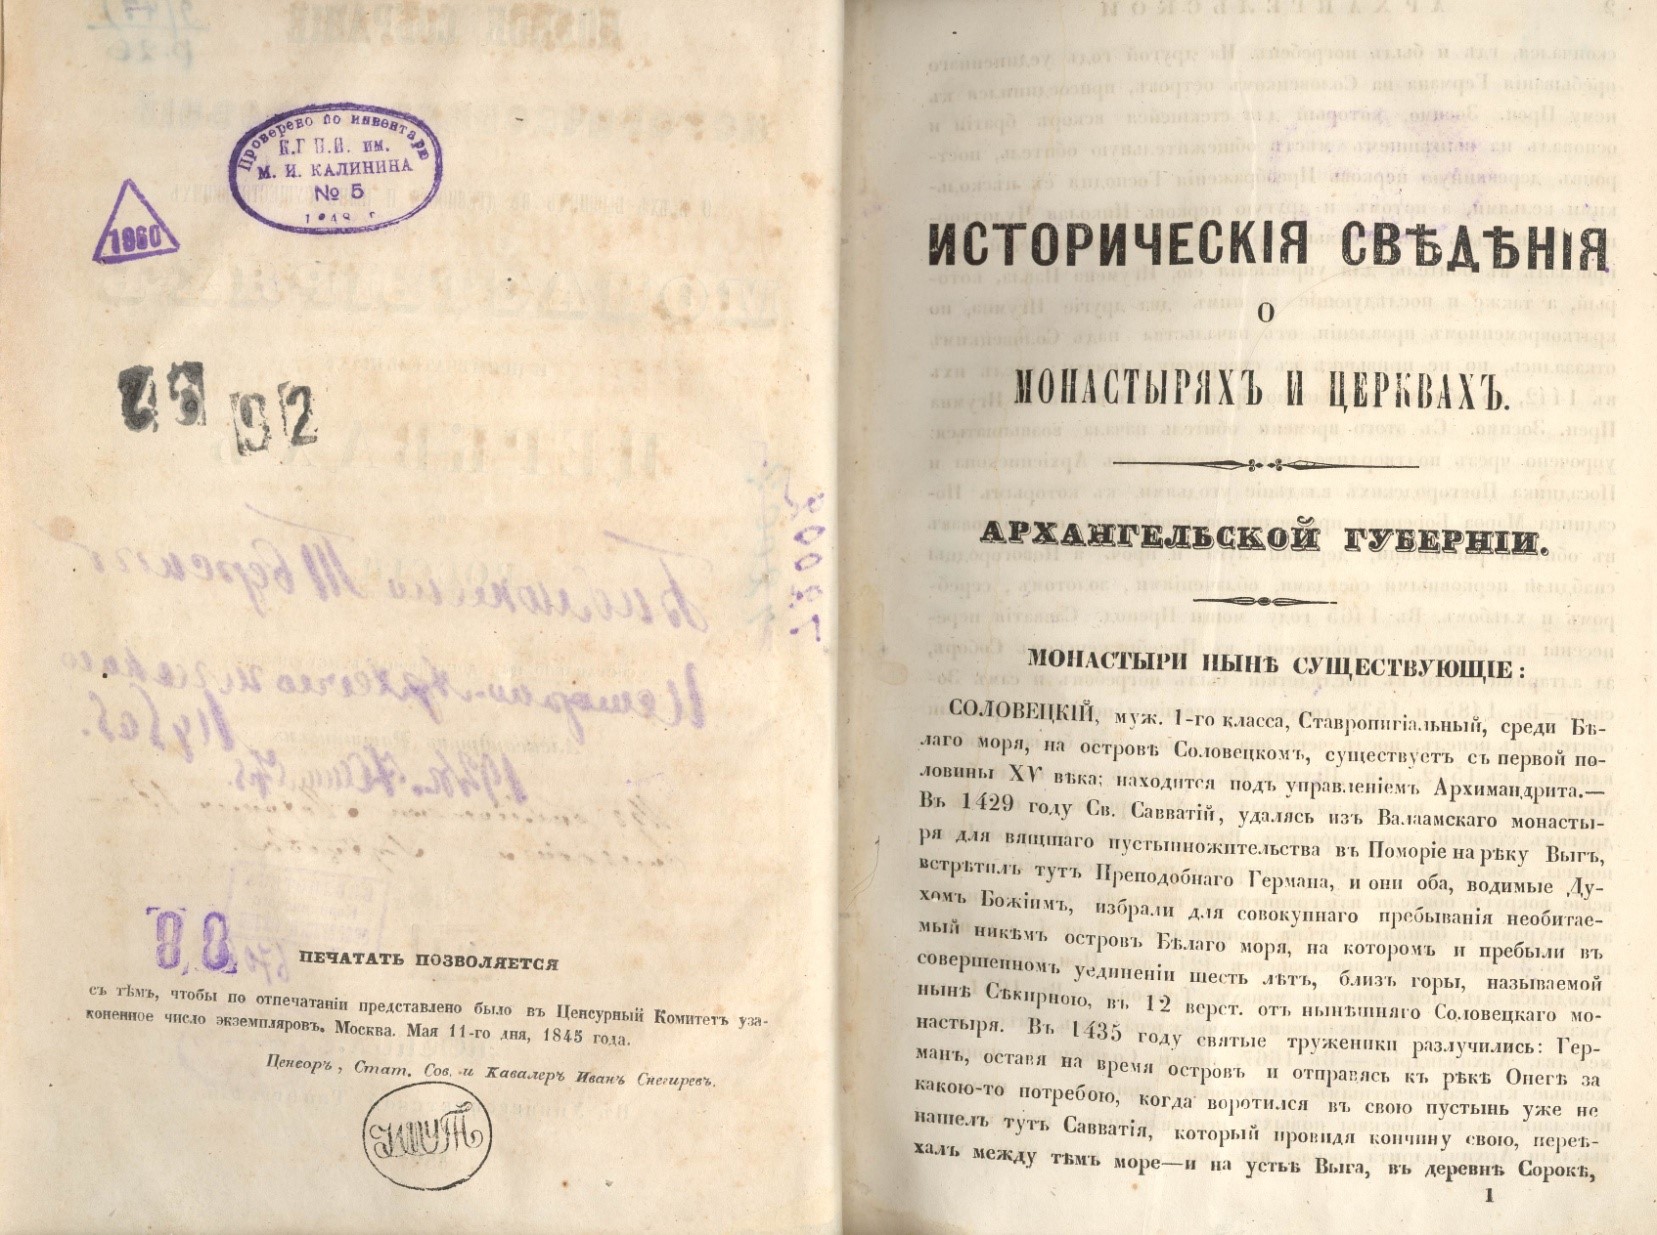 Проверено по инвентарю
К.Г П.И. им.
М. И. КАЛИНИНА
№ 5
1948 г
1960
92
88
ПЕЧАТАТЬ ПОЗВОЛЯЕТСЯ
съ тѣмъ, чтобы по отпечатаніи представлено было въ Ценсурный Комитетъ уза-
коненное число экземпляровъ. Москва. Мая 11-го дня, 1845 года.
Ценсоръ, Стат. Сов. и Кавалеръ Иванъ Снегиревъ.
ИСТОРИЧЕСКІЯ СВѢДѢНІЯ
О
МОНАСТЫРЯХЪ И ЦЕРКВАХЪ.
АРХАНГЕЛЬСКОЙ ГУБЕРНІИ.
МОНАСТЫРИ НЫНѢ СУЩЕСТВУЮЩІЕ:
СОЛОВЕЦКІЙ, муж. 1-го класса, Ставропигіальный, среди Бѣ-
лаго моря, на островѣ Соловецкомъ, существуетъ съ первой по-
ловины XV вѣка; находится подъ управленіемъ Архимандрита.—
Въ 1429 году Св. Савватій, удалясь изъ Валаамскаго монасты-
ря для вящшаго пустынножительства въ Поморіе на рѣку Выгъ,
встрѣтилъ тутъ Преподобнаго Германа, и они оба, водимые Ду-
хомъ Божіимъ, избрали для совокупнаго пребыванія необитае-
мый никѣмъ островъ Бѣлаго моря, на которомъ и пребыли въ
совершенномъ уединеніи шесть лѣтъ, близъ горы, называемой
нынѣ Сѣкирною, въ 12 верст. отъ нынѣшняго Соловецкаго мо-
настыря. Въ 1435 году святые труженики разлучились: Гер-
манъ, оставя на время островъ и отправясь къ рѣкѣ Онегѣ за
какою-то потребою, когда воротился въ свою пустынь уже не
нашелъ тутъ Савватія, который провидя кончину свою, переѣ-
халъ между тѣмъ море—и на устьѣ Выга, въ деревнѣ Сорокѣ,
1